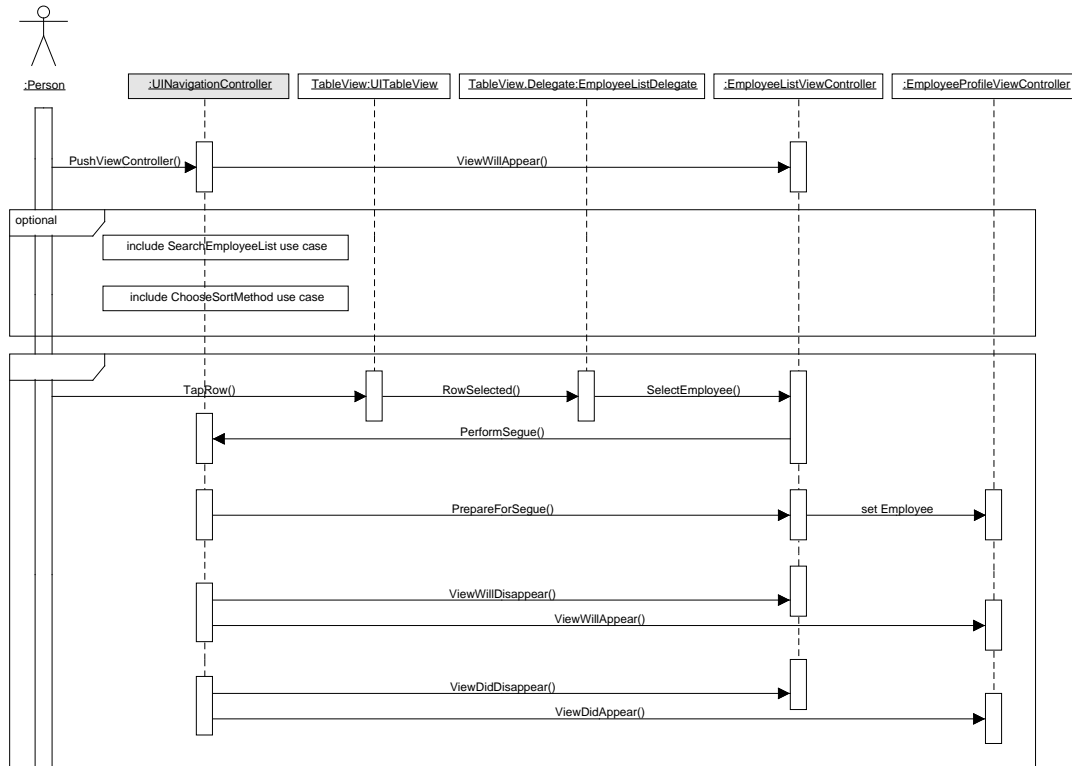 :Person
:UINavigationController
TableView:UITableView
TableView.Delegate:EmployeeListDelegate
:EmployeeListViewController
:EmployeeProfileViewController
PushViewController()
ViewWillAppear()
optional
include SearchEmployeeList use case
include ChooseSortMethod use case
TapRow()
RowSelected()
SelectEmployee()
PerformSegue()
PrepareForSegue()
set Employee
ViewWillDisappear()
ViewWillAppear()
ViewDidDisappear()
ViewDidAppear()